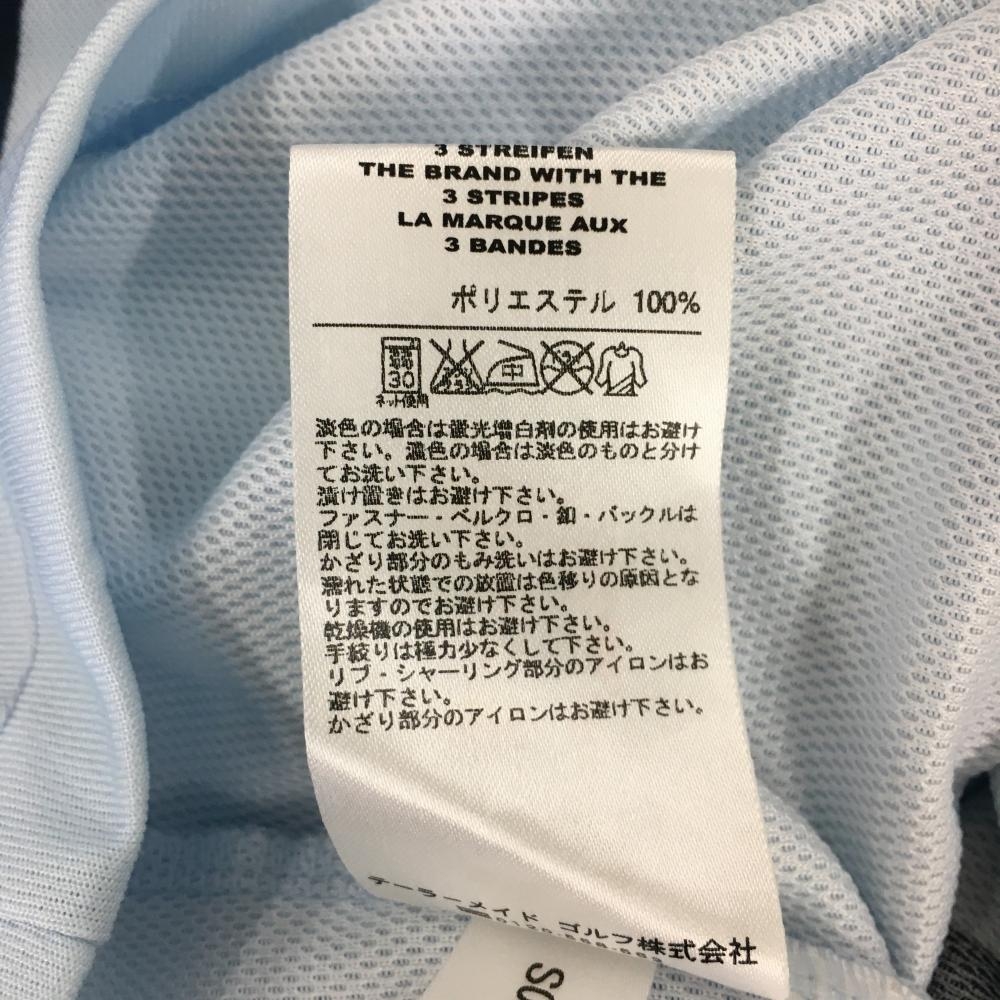 3 STREIFEN
THE BRAND WITH THE
3 STRIPES
LA MARQUE AUX
3 BANDES
ポリエステル 100%
30 中
ネット使用
淡色の場合は蛍光増白剤の使用はお避け
下さい。濃色の場合は淡色のものと分け
てお洗い下さい。
漬け置きはお避け下さい。
ファスナー・ベルクロ・釦・バックルは
閉じてお洗い下さい。
かざり部分のもみ洗いはお避け下さい。
濡れた状態での放置は色移りの原因とな
りますのでお避け下さい。
乾燥機の使用はお避け下さい。
手絞りは極力少なくして下さい。
リブ・シャーリング部分のアイロンはお
避け下さい。
かざり部分のアイロンはお避け下さい。
テーラーメイド ゴルフ株式会社